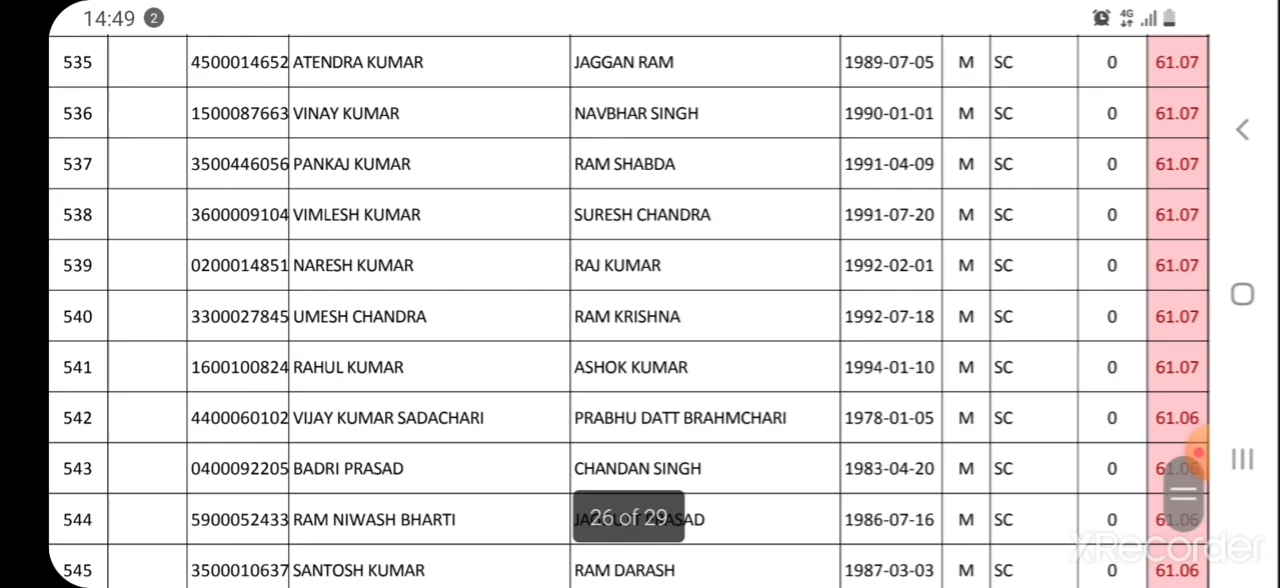 14:49 2 4G
535 4500014652 ATENDRA KUMAR JAGGAN RAM 1989-07-05 M SC 0 61.07
536 1500087663 VINAY KUMAR NAVBHAR SINGH 1990-01-01 M SC 0 61.07
537 3500446056 PANKAJ KUMAR RAM SHABDA 1991-04-09 M SC 0 61.07
538 3600009104 VIMLESH KUMAR SURESH CHANDRA 1991-07-20 M SC 0 61.07
539 0200014851 NARESH KUMAR RAJ KUMAR 1992-02-01 M SC 0 61.07
540 3300027845 UMESH CHANDRA RAM KRISHNA 1992-07-18 M SC 0 61.07
541 1600100824 RAHUL KUMAR ASHOK KUMAR 1994-01-10 M SC 0 61.07
542 4400060102 VIJAY KUMAR SADACHARI PRABHU DATT BRAHMCHARI 1978-01-05 M SC 0 61.06
543 0400092205 BADRI PRASAD CHANDAN SINGH 1983-04-20 M SC 0 61.06
544 5900052433 RAM NIWASH BHARTI 1986-07-16 M SC 0 61.06
26 of 29
XRecorder
545 3500010637 SANTOSH KUMAR RAM DARASH 1987-03-03 M SC 0 61.06